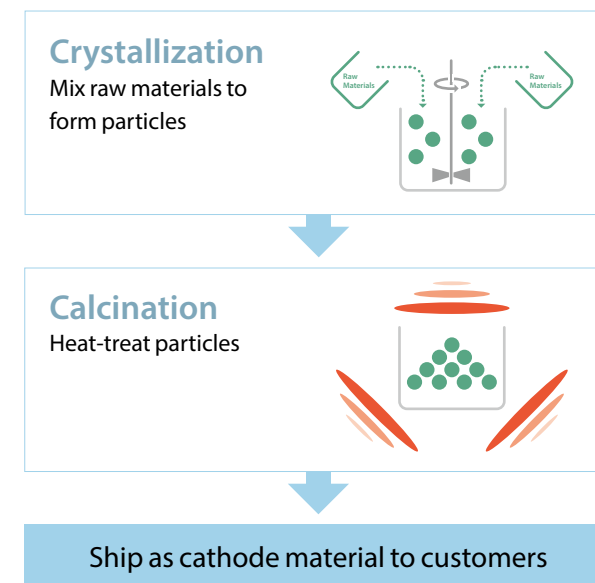 Crystallization
Mix raw materials to
form particles
Raw
Materials
Raw
Materials
Calcination
Heat-treat particles
Ship as cathode material to customers